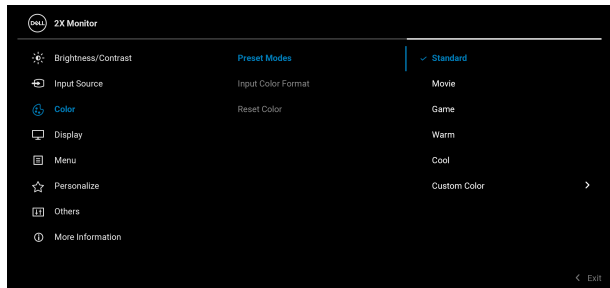 DELL 2X Monitor
Brightness/Contrast
Input Source
Color
Display
Menu
Personalize
Others
More Information
Preset Modes
Input Color Format
Reset Color
Standard
Movie
Game
Warm
Cool
Custom Color
Exit